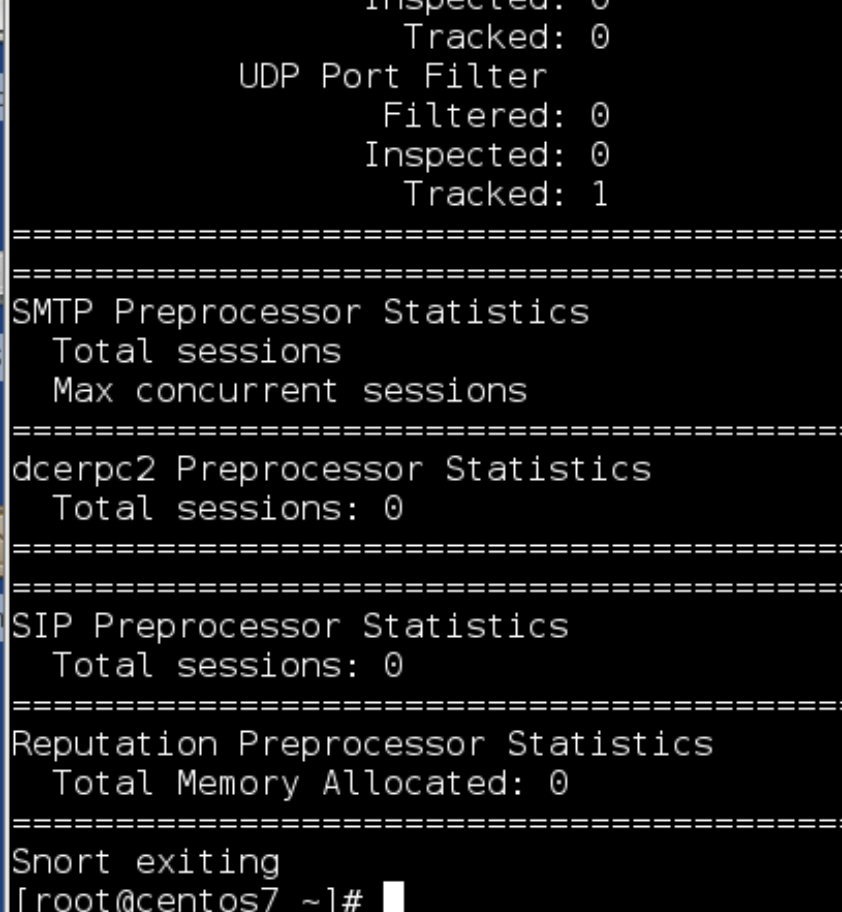 Inspected: 0
Tracked: 0
UDP Port Filter
Filtered: 0
Inspected: 0
Tracked: 1
=========================================
=========================================
SMTP Preprocessor Statistics
Total sessions
Max concurrent sessions
=========================================
dcerpc2 Preprocessor Statistics
Total sessions: 0
=========================================
=========================================
SIP Preprocessor Statistics
Total sessions: 0
=========================================
Reputation Preprocessor Statistics
Total Memory Allocated: 0
=========================================
Snort exiting
[root@centos7 ~]#